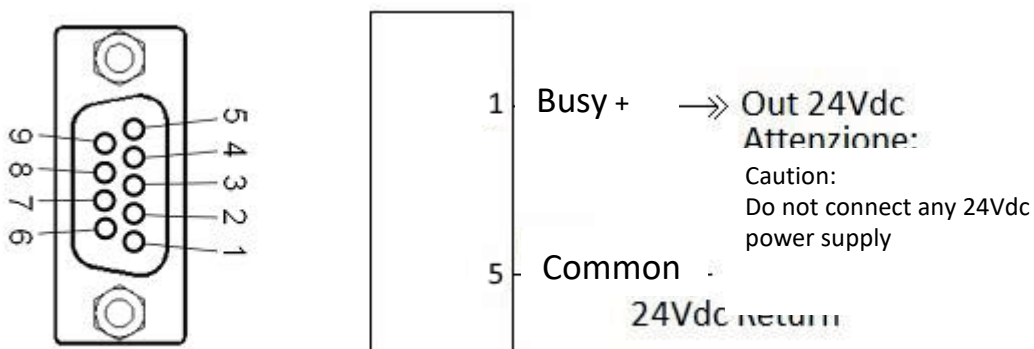 5
9
4
8
3
7
2
6
1
1 Busy + Out 24Vdc
Attenzione:
Caution:
Do not connect any 24Vdc
power supply
5 Common -
24Vdc Return